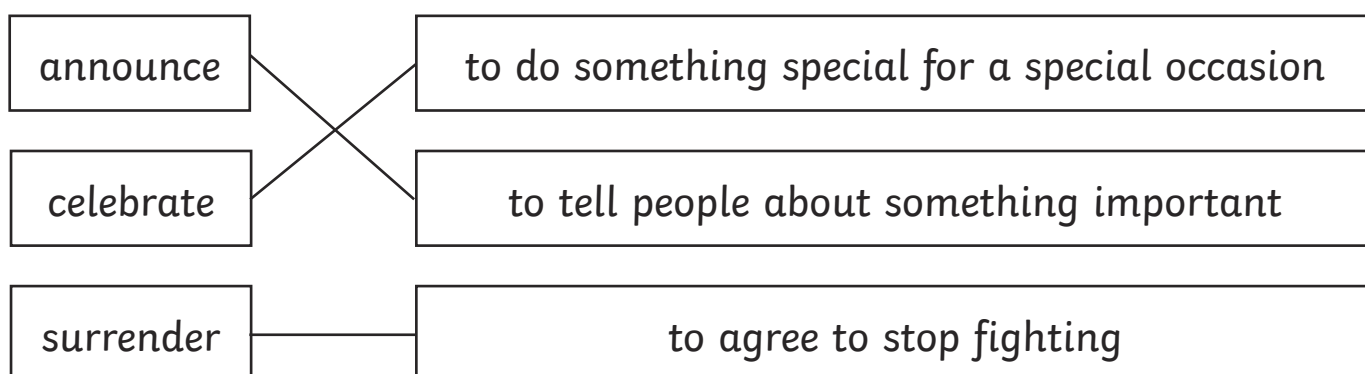 announce
to do something special for a special occasion
celebrate
to tell people about something important
surrender
to agree to stop fighting